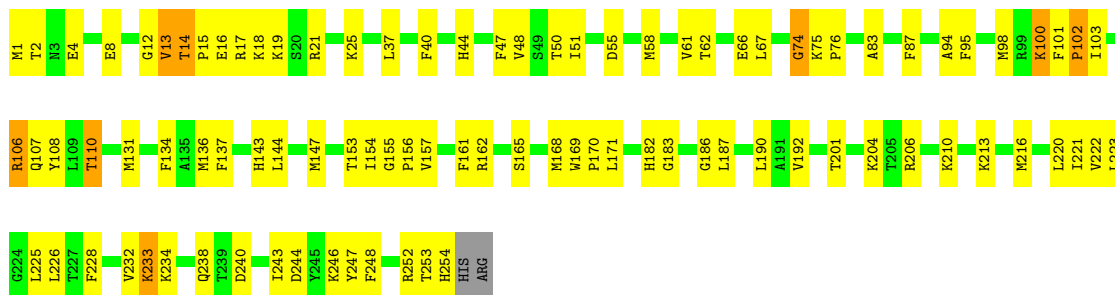 M1 T2 N3 E4 E8 G12 V13 T14 P15 E16 R17 K18 K19 S20 R21 K25 L37 F40 H44 F47 V48 S49 T50 I51 D55 M58 V61 T62 E66 L67 G74 K75 P76 A83 F87 A94 F95 M98 R99 K100 F101 P102 I103
R106 Q107 Y108 L109 T110 M131 F134 A135 M136 F137 H143 L144 M147 T153 I154 G155 P156 V157 F161 R162 S165 M168 W169 P170 L171 H182 G183 G186 L187 L190 A191 V192 T201 K204 T205 R206 K210 K213 M216 L220 I221 V222
G224 L225 L226 T227 F228 V232 K233 K234 Q238 T239 D240 I243 D244 Y245 K246 Y247 F248 R252 T253 H254 HIS ARG